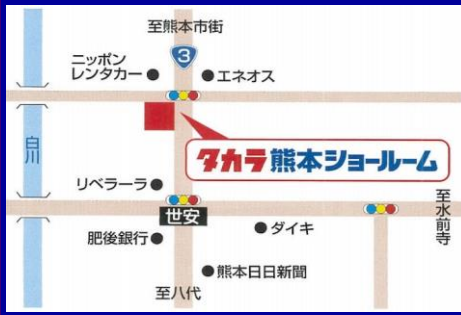 至熊本市街
3
ニッポン
レンタカー
エネオス
タカラ熊本ショールーム
白川
リベラーラ
世安
至水前寺
肥後銀行
ダイキ
熊本日日新聞
至八代